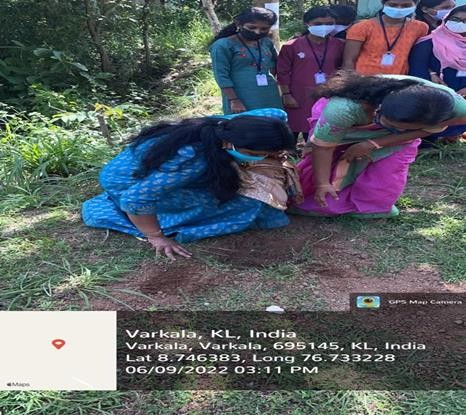 GPS Map Camera
Varkala, KL, India
Varkala, Varkala, 695145, KL, India
Lat 8.746383, Long 76.733228
06/09/2022 03:11 PM
Maps